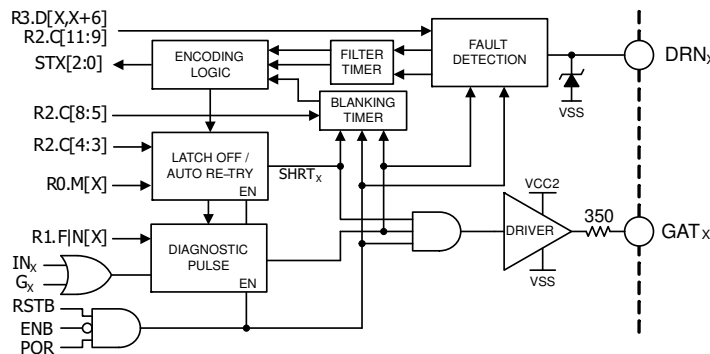 R3.D[X,X+6]
R2.C[11:9]
STX[2:0]
ENCODING
LOGIC
FILTER
TIMER
FAULT
DETECTION
DRNX
VSS
R2.C[8:5]
BLANKING
TIMER
R2.C[4:3]
R0.M[X]
LATCH OFF /
AUTO RE-TRY
EN
SHRTX
VCC2
DRIVER
VSS
350
GATX
R1.F|N[X]
DIAGNOSTIC
PULSE
EN
INX
GX
RSTB
ENB
POR